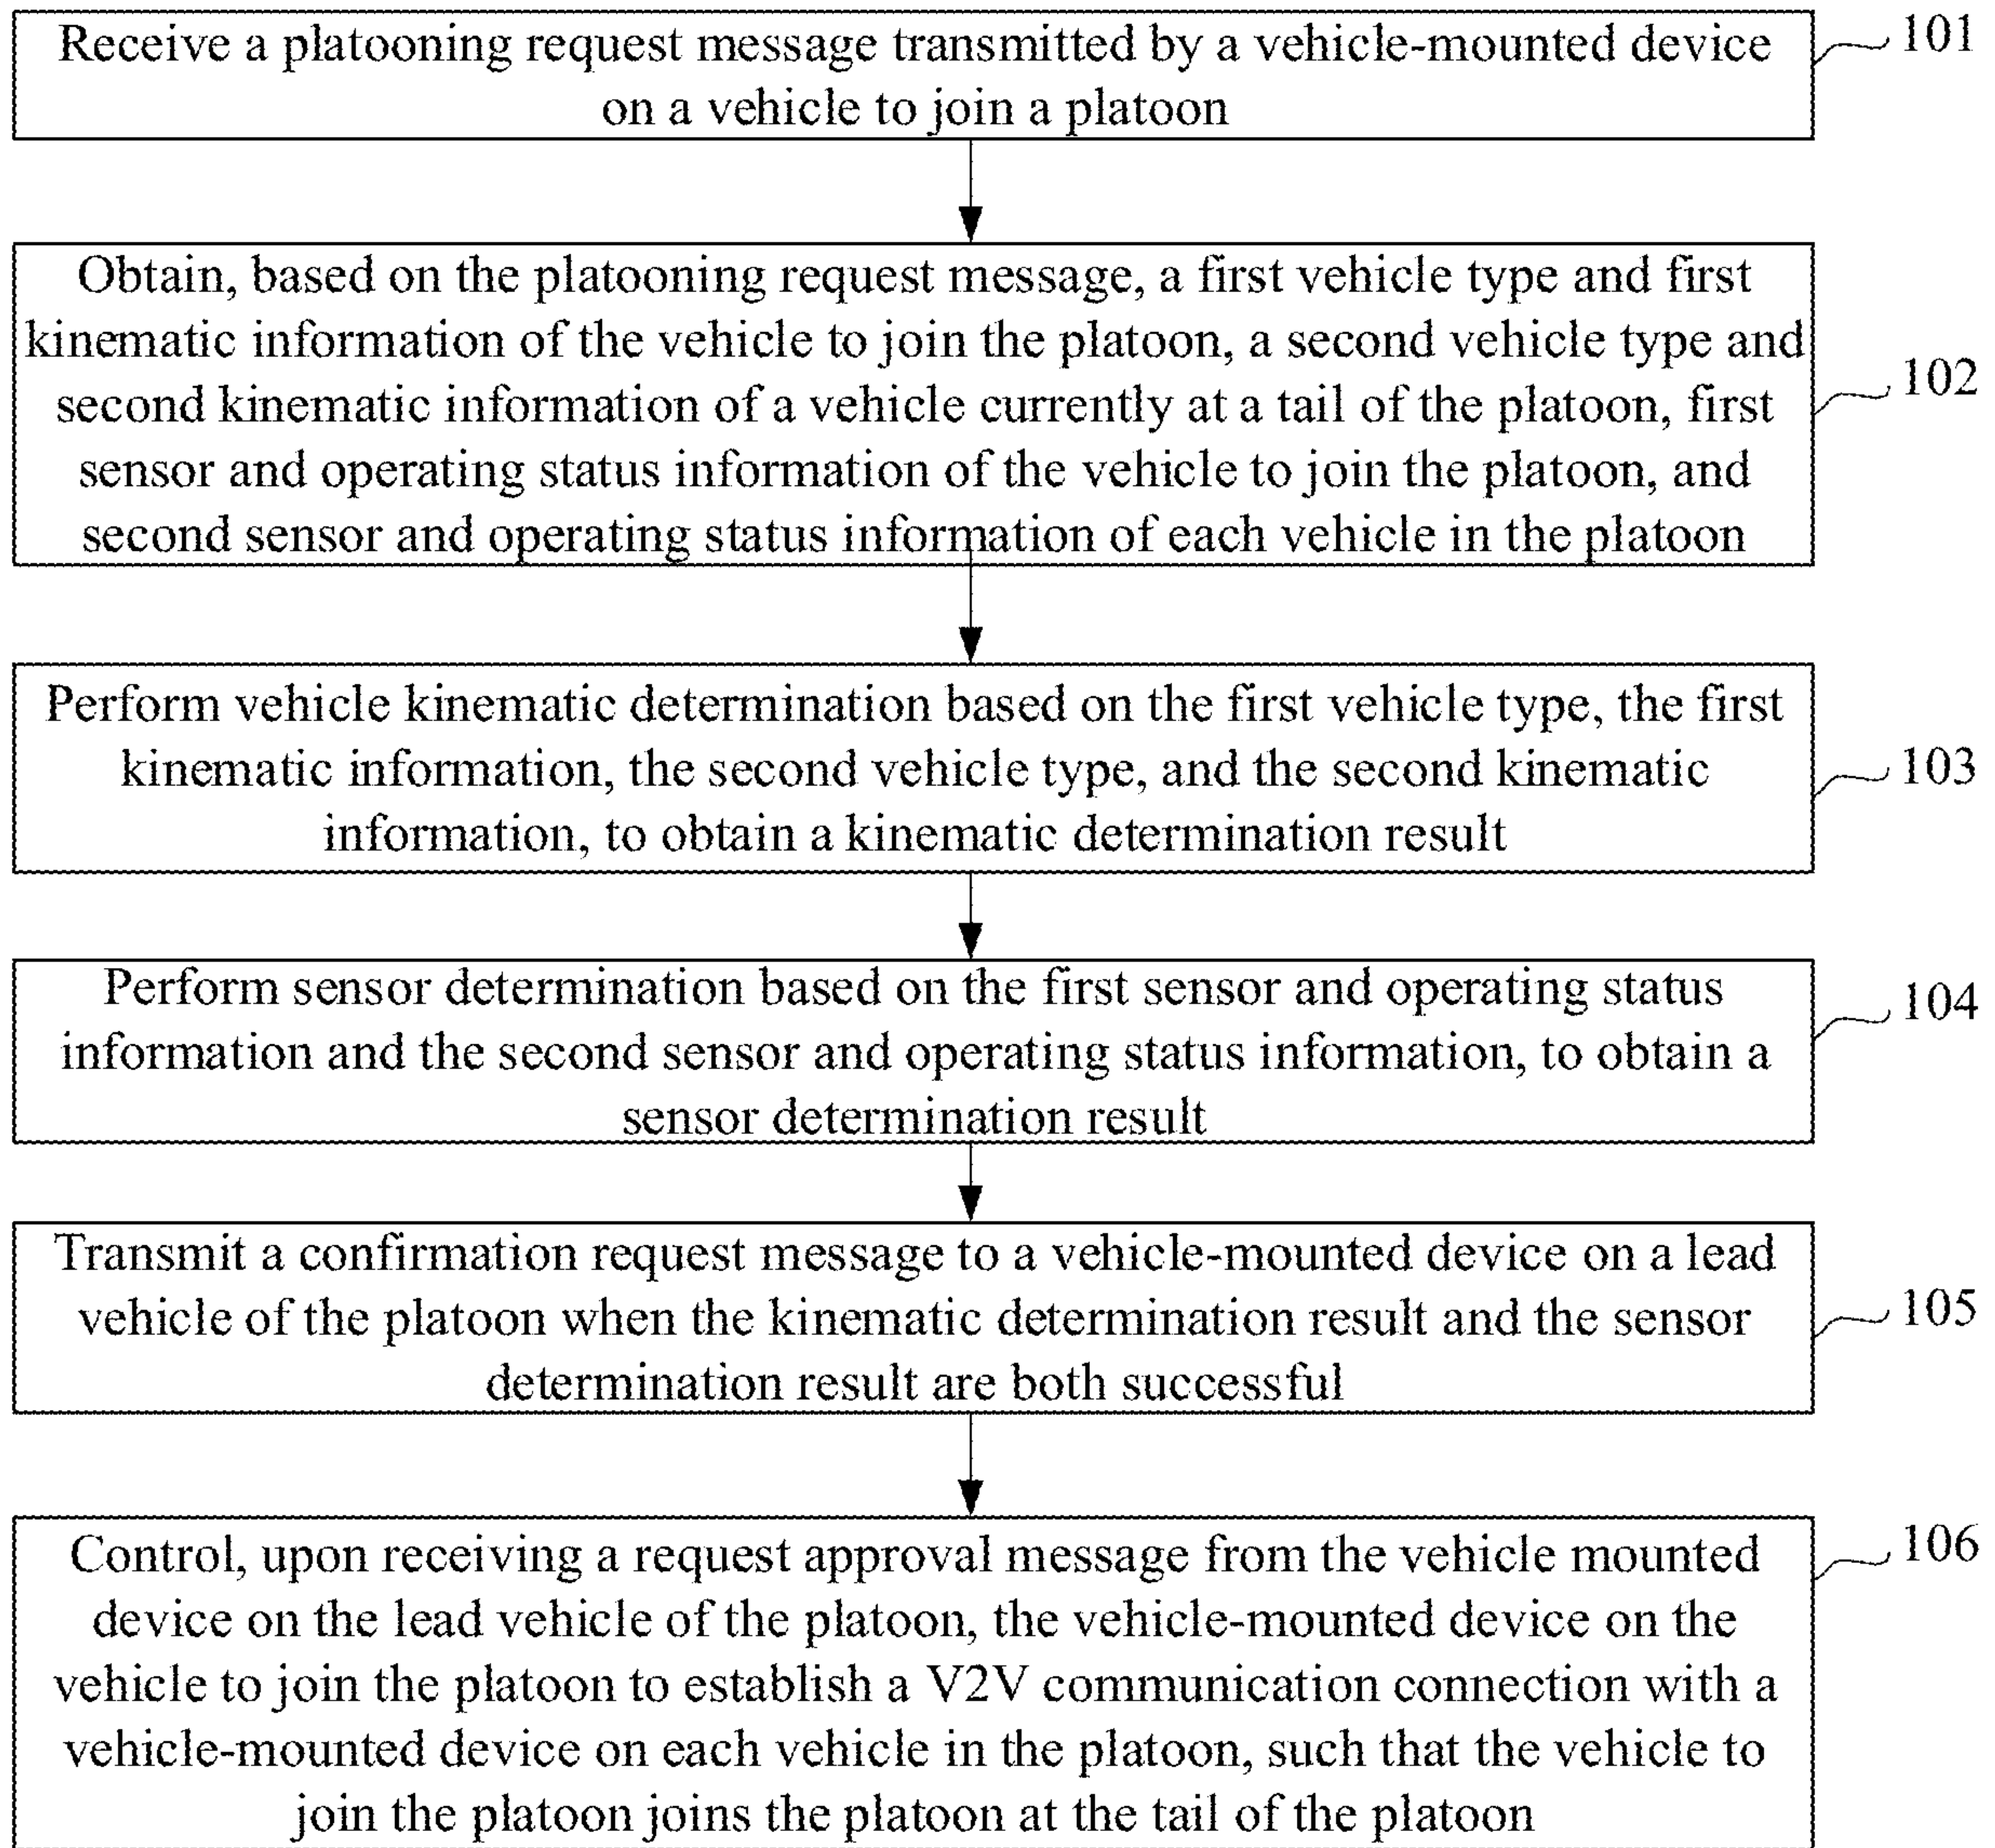 Receive a platooning request message transmitted by a vehicle-mounted device
on a vehicle to join a platoon
101
Obtain, based on the platooning request message, a first vehicle type and first
kinematic information of the vehicle to join the platoon, a second vehicle type and
second kinematic information of a vehicle currently at a tail of the platoon, first
sensor and operating status information of the vehicle to join the platoon, and
second sensor and operating status information of each vehicle in the platoon
102
Perform vehicle kinematic determination based on the first vehicle type, the first
kinematic information, the second vehicle type, and the second kinematic
information, to obtain a kinematic determination result
103
Perform sensor determination based on the first sensor and operating status
information and the second sensor and operating status information, to obtain a
sensor determination result
104
Transmit a confirmation request message to a vehicle-mounted device on a lead
vehicle of the platoon when the kinematic determination result and the sensor
determination result are both successful
105
Control, upon receiving a request approval message from the vehicle mounted
device on the lead vehicle of the platoon, the vehicle-mounted device on the
vehicle to join the platoon to establish a V2V communication connection with a
vehicle-mounted device on each vehicle in the platoon, such that the vehicle to
join the platoon joins the platoon at the tail of the platoon
106